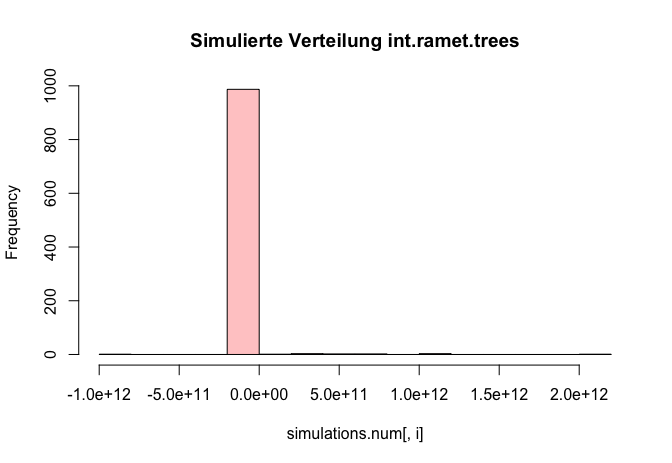 Simulierte Verteilung int.ramet.trees
Frequency
1000
800
600
400
200
0
-1.0e+12 -5.0e+11 0.0e+00 5.0e+11 1.0e+12 1.5e+12 2.0e+12
simulations.num[, i]